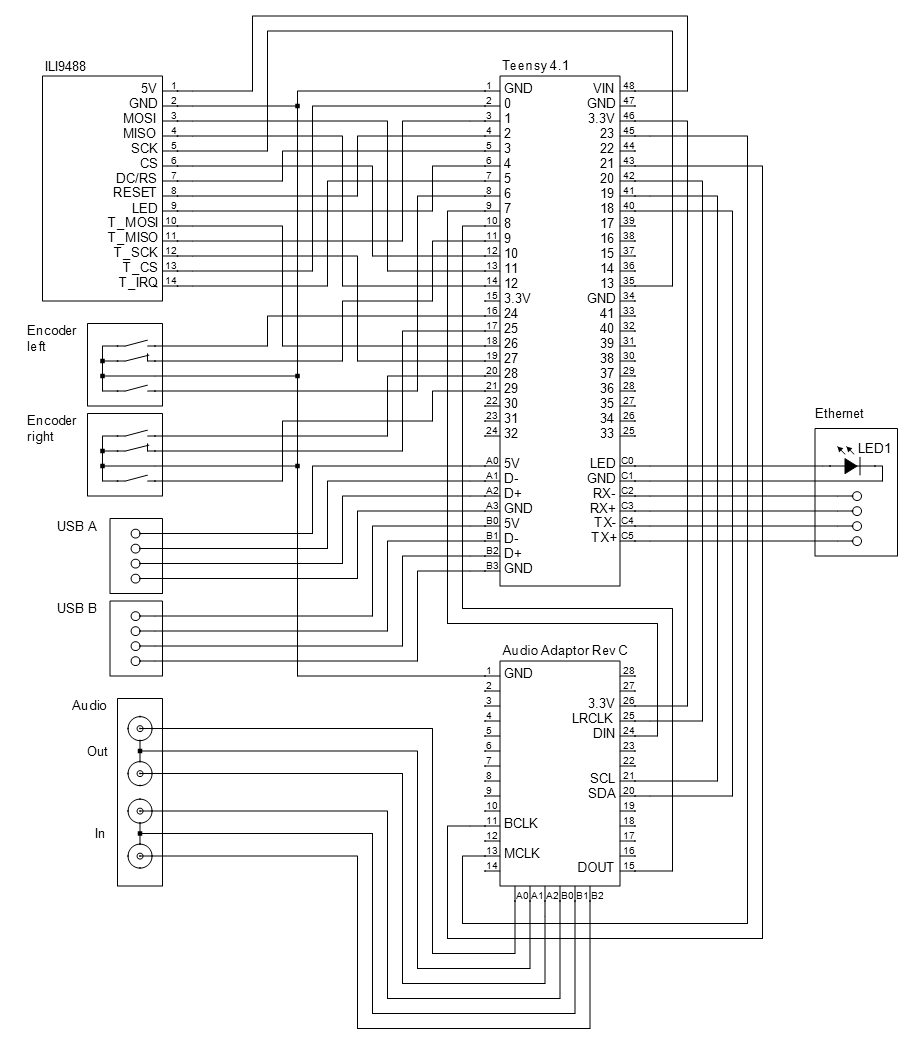 ILI9488
5V 1
GND 2
MOSI 3
MISO 4
SCK 5
CS 6
DC/RS 7
RESET 8
LED 9
T_MOSI 10
T_MISO 11
T_SCK 12
T_CS 13
T_IRQ 14
Encoder
left
Encoder
right
USB A
USB B
Audio
Out
In
Teensy 4.1
1 GND VIN 48
2 0 GND 47
3 1 3.3V 46
4 2 23 45
5 3 22 44
6 4 21 43
7 5 20 42
8 6 19 41
9 7 18 40
10 8 17 39
11 9 16 38
12 10 15 37
13 11 14 36
14 12 13 35
15 3.3V GND 34
16 24 41 33
17 25 40 32
18 26 39 31
19 27 38 30
20 28 37 29
21 29 36 28
22 30 35 27
23 31 34 26
24 32 33 25
A0 5V LED C0
A1 D- GND C1
A2 D+ RX- C2
A3 GND RX+ C3
B0 5V TX- C4
B1 D- TX+ C5
B2 D+
B3 GND
Ethernet
LED1
Audio Adaptor Rev C
1 GND 28
2 27
3 3.3V 26
4 LRCLK 25
5 DIN 24
6 23
7 22
8 SCL 21
9 SDA 20
10 19
11 BCLK 18
12 17
13 MCLK 16
14 DOUT 15
A0 A1 A2 B0 B1 B2